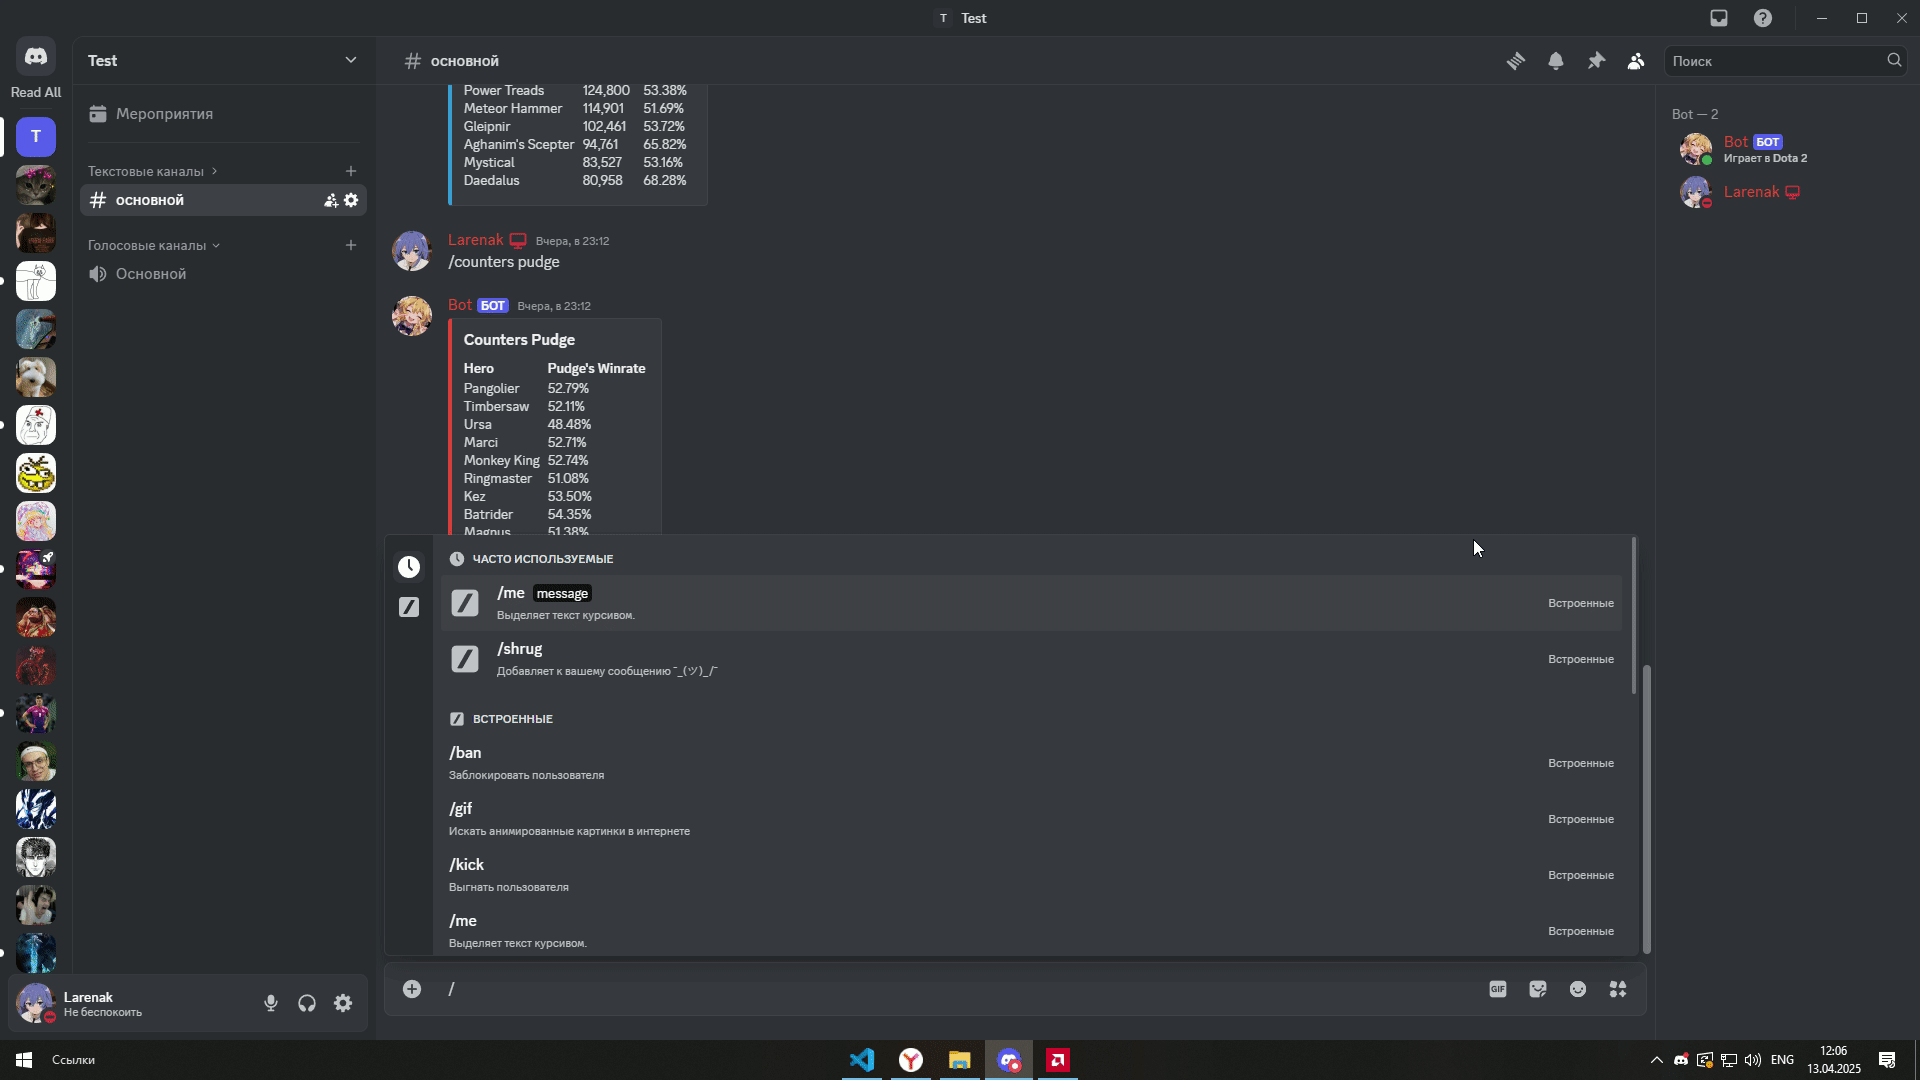 T Test
Read All
Test
# основной
Поиск
T
Мероприятия
Текстовые каналы
# основной
Голосовые каналы
Основной
Power Treads 124,800 53.38%
Meteor Hammer 114,901 51.69%
Gleipnir 102,461 53.72%
Aghanim's Scepter 94,761 65.82%
Mystical 83,527 53.16%
Daedalus 80,958 68.28%
Larenak Вчера, в 23:12
/counters pudge
Bot БОТ Вчера, в 23:12
Counters Pudge
Hero Pudge's Winrate
Pangolier 52.79%
Timbersaw 52.11%
Ursa 48.48%
Marci 52.71%
Monkey King 52.74%
Ringmaster 51.08%
Kez 53.50%
Batrider 54.35%
Magnus 51.38%
ЧАСТО ИСПОЛЬЗУЕМЫЕ
/me message
Выделяет текст курсивом.
Встроенные
/shrug
Добавляет к вашему сообщению ¯_(ツ)_/¯
Встроенные
ВСТРОЕННЫЕ
/ban
Заблокировать пользователя
Встроенные
/gif
Искать анимированные картинки в интернете
Встроенные
/kick
Выгнать пользователя
Встроенные
/me
Выделяет текст курсивом.
Встроенные
/
GIF
Bot — 2
Bot БОТ
Играет в Dota 2
Larenak
Larenak
Не беспокоить
Ссылки
ENG
12:06
13.04.2025